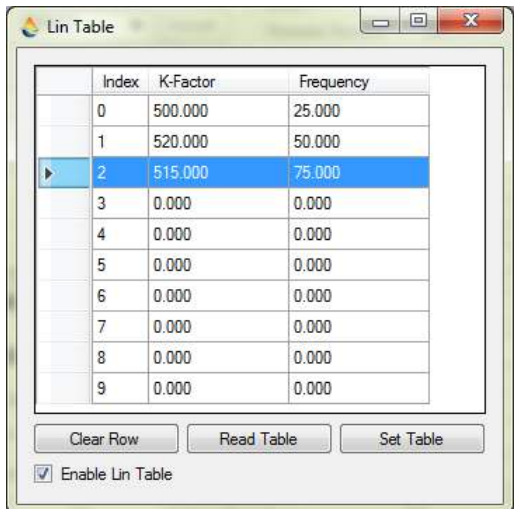 Lin Table
Index K-Factor Frequency
0 500.000 25.000
1 520.000 50.000
2 515.000 75.000
3 0.000 0.000
4 0.000 0.000
5 0.000 0.000
6 0.000 0.000
7 0.000 0.000
8 0.000 0.000
9 0.000 0.000
Clear Row Read Table Set Table
Enable Lin Table